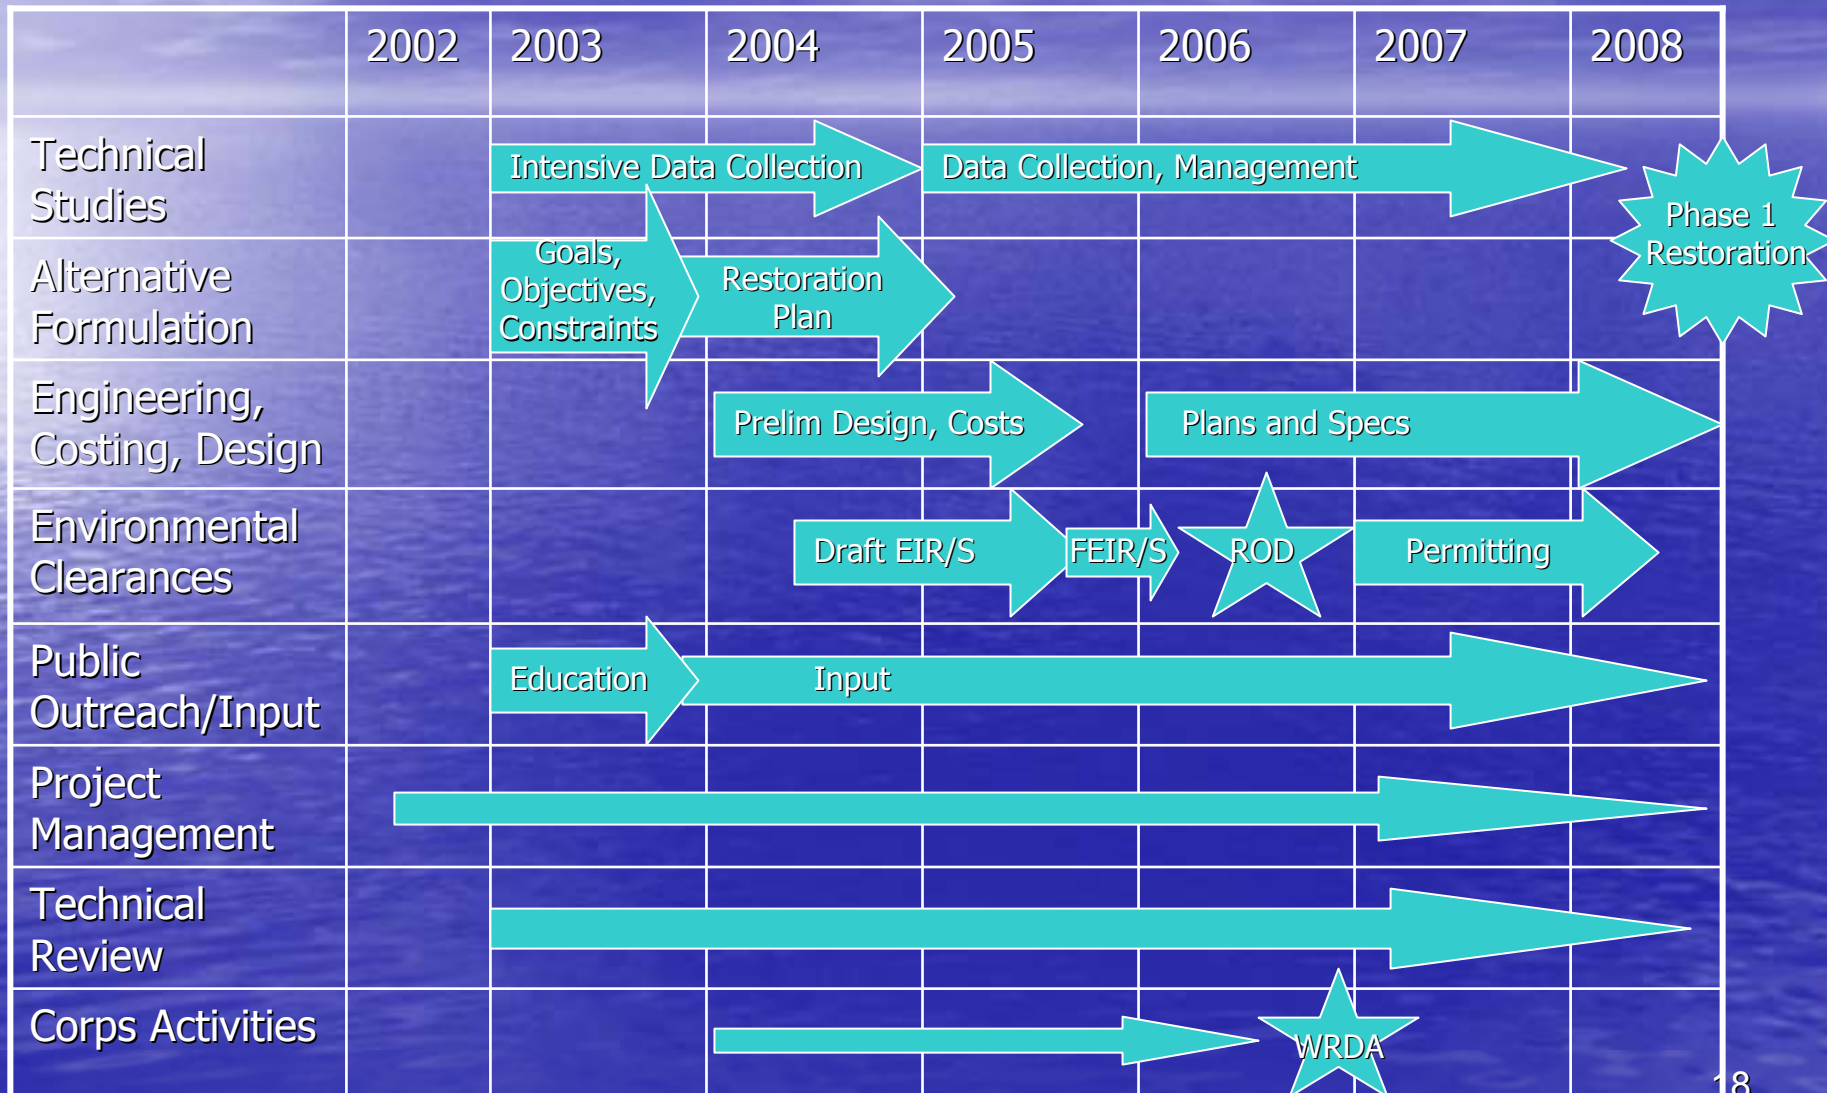 2002 2003 2004 2005 2006 2007 2008
Technical
Studies
Intensive Data Collection
Data Collection, Management
Phase 1
Restoration
Alternative
Formulation
Goals,
Objectives,
Constraints
Restoration
Plan
Engineering,
Costing, Design
Prelim Design, Costs
Plans and Specs
Environmental
Clearances
Draft EIR/S
FEIR/S
ROD
Permitting
Public
Outreach/Input
Education
Input
Project
Management
Technical
Review
Corps Activities
WRDA
18